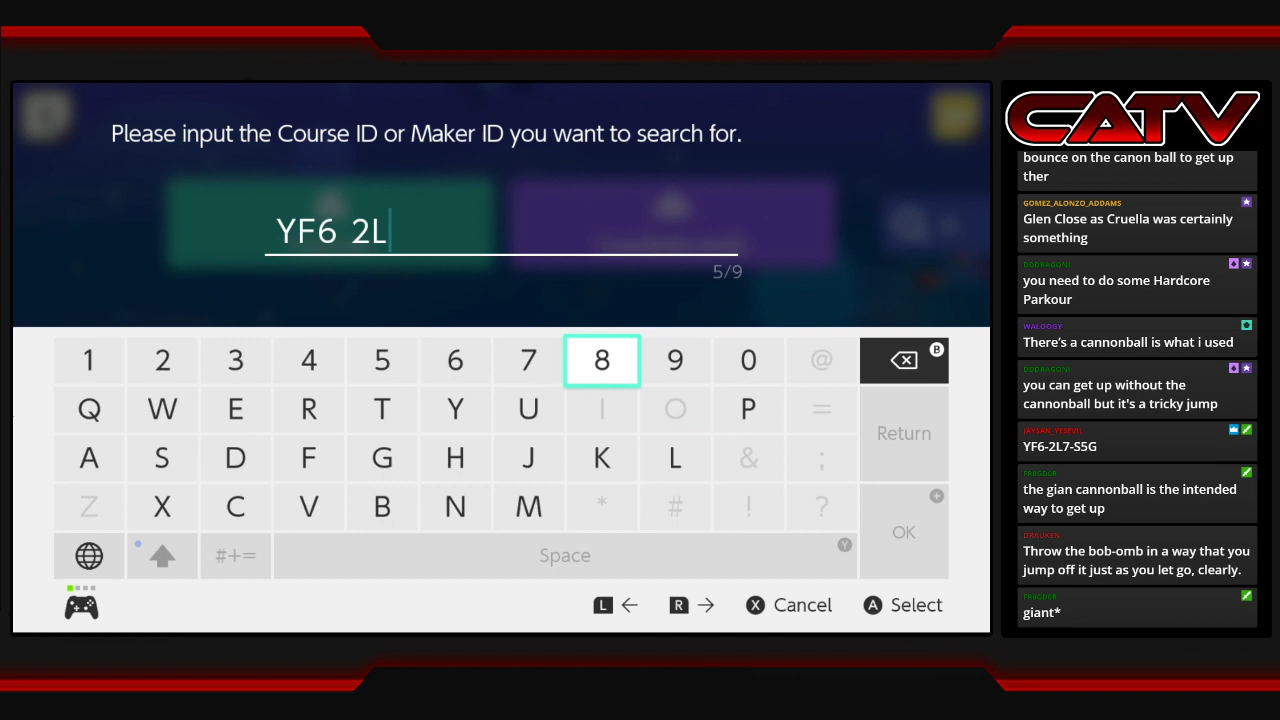 Please input the Course ID or Maker ID you want to search for.
YF6 2L
5/9
1 2 3 4 5 6 7 8 9 0 @ B
Q W E R T Y U I O P =
Return
A S D F G H J K L & ;
Z X C V B N M * # ! ? +
OK
#+= Space Y
L ← R → X Cancel A Select
CATV
bounce on the canon ball to get up
ther
GOMEZ_ALONZO_ADDAMS
Glen Close as Cruella was certainly
something
DDDRAGONI
you need to do some Hardcore
Parkour
WALOOGY
There's a cannonball is what i used
DDDRAGONI
you can get up without the
cannonball but it's a tricky jump
JAYSAN_YESEVIL
YF6-2L7-S5G
FRUGDER
the gian cannonball is the intended
way to get up
DRAUKEN
Throw the bob-omb in a way that you
jump off it just as you let go, clearly.
FRUGDER
giant*